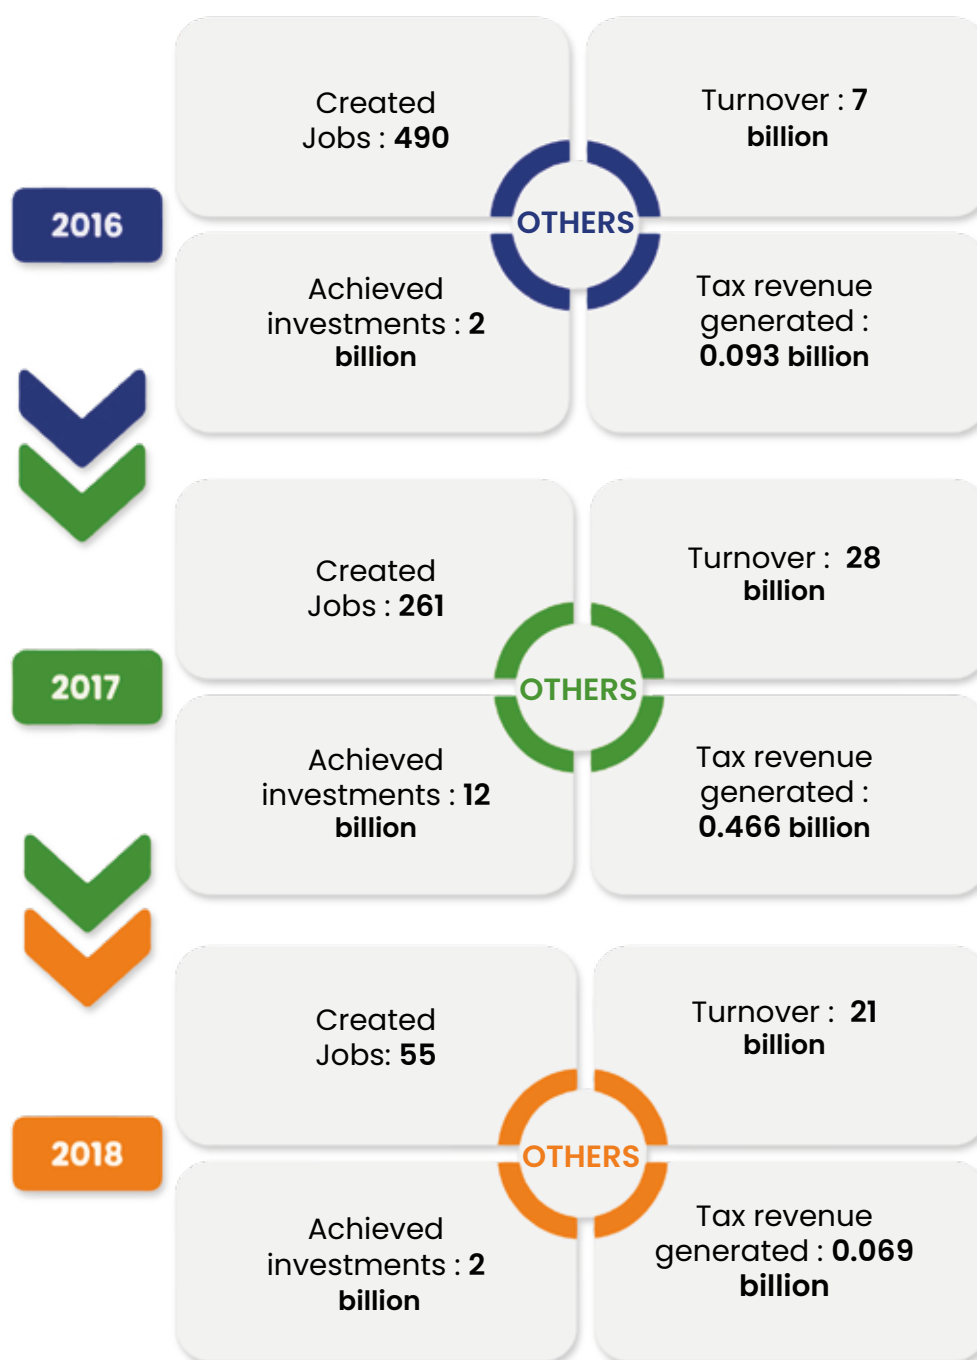 2016
Created
Jobs : 490
Turnover : 7
billion
OTHERS
Achieved
investments : 2
billion
Tax revenue
generated :
0.093 billion
2017
Created
Jobs : 261
Turnover : 28
billion
OTHERS
Achieved
investments : 12
billion
Tax revenue
generated :
0.466 billion
2018
Created
Jobs: 55
Turnover : 21
billion
OTHERS
Achieved
investments : 2
billion
Tax revenue
generated : 0.069
billion